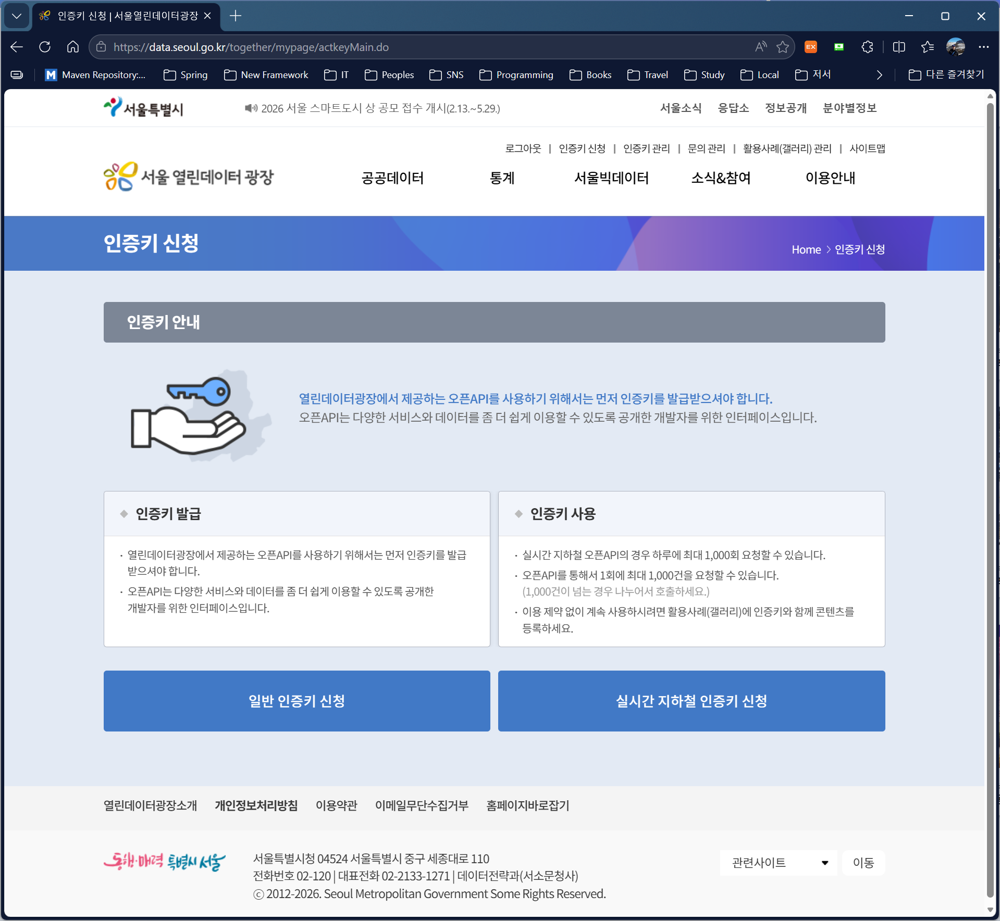 인증키 신청 | 서울열린데이터광장
https://data.seoul.go.kr/together/mypage/actkeyMain.do
EX
N
M Maven Repository:... Spring New Framework IT Peoples SNS Programming Books Travel Study Local 저서 다른 즐겨찾기
서울특별시 2026 서울 스마트도시 상 공모 접수 개시(2.13.~5.29.) 서울소식 응답소 정보공개 분야별정보
로그아웃 | 인증키 신청 | 인증키 관리 | 문의 관리 | 활용사례(갤러리) 관리 | 사이트맵
서울 열린데이터 광장 공공데이터 통계 서울빅데이터 소식&참여 이용안내
인증키 신청
Home > 인증키 신청
인증키 안내
열린데이터광장에서 제공하는 오픈API를 사용하기 위해서는 먼저 인증키를 발급받으셔야 합니다.
오픈API는 다양한 서비스와 데이터를 좀 더 쉽게 이용할 수 있도록 공개한 개발자를 위한 인터페이스입니다.
◆ 인증키 발급
· 열린데이터광장에서 제공하는 오픈API를 사용하기 위해서는 먼저 인증키를 발급
받으셔야 합니다.
· 오픈API는 다양한 서비스와 데이터를 좀 더 쉽게 이용할 수 있도록 공개한
개발자를 위한 인터페이스입니다.
◆ 인증키 사용
· 실시간 지하철 오픈API의 경우 하루에 최대 1,000회 요청할 수 있습니다.
· 오픈API를 통해서 1회에 최대 1,000건을 요청할 수 있습니다.
(1,000건이 넘는 경우 나누어서 호출하세요.)
· 이용 제약 없이 계속 사용하시려면 활용사례(갤러리)에 인증키와 함께 콘텐츠를
등록하세요.
일반 인증키 신청
실시간 지하철 인증키 신청
열린데이터광장소개 개인정보처리방침 이용약관 이메일무단수집거부 홈페이지바로잡기
동행·매력 특별시 서울
서울특별시청 04524 서울특별시 중구 세종대로 110
전화번호 02-120 | 대표전화 02-2133-1271 | 데이터전략과(서소문청사)
ⓒ 2012-2026. Seoul Metropolitan Government Some Rights Reserved.
관련사이트 이동